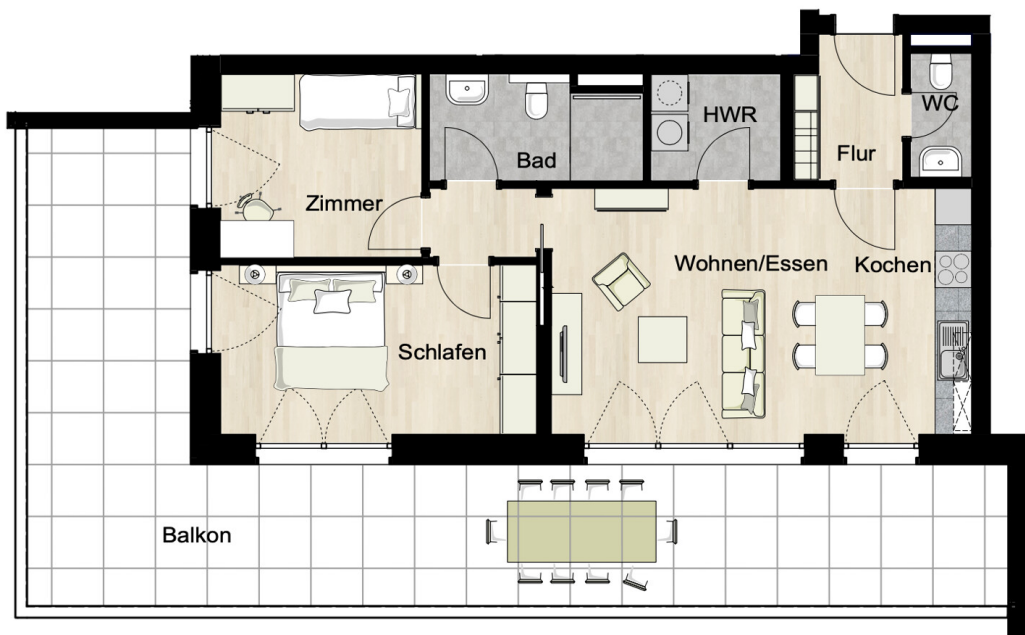 WC
HWR
Flur
Bad
Zimmer
Wohnen/Essen
Kochen
Schlafen
Balkon